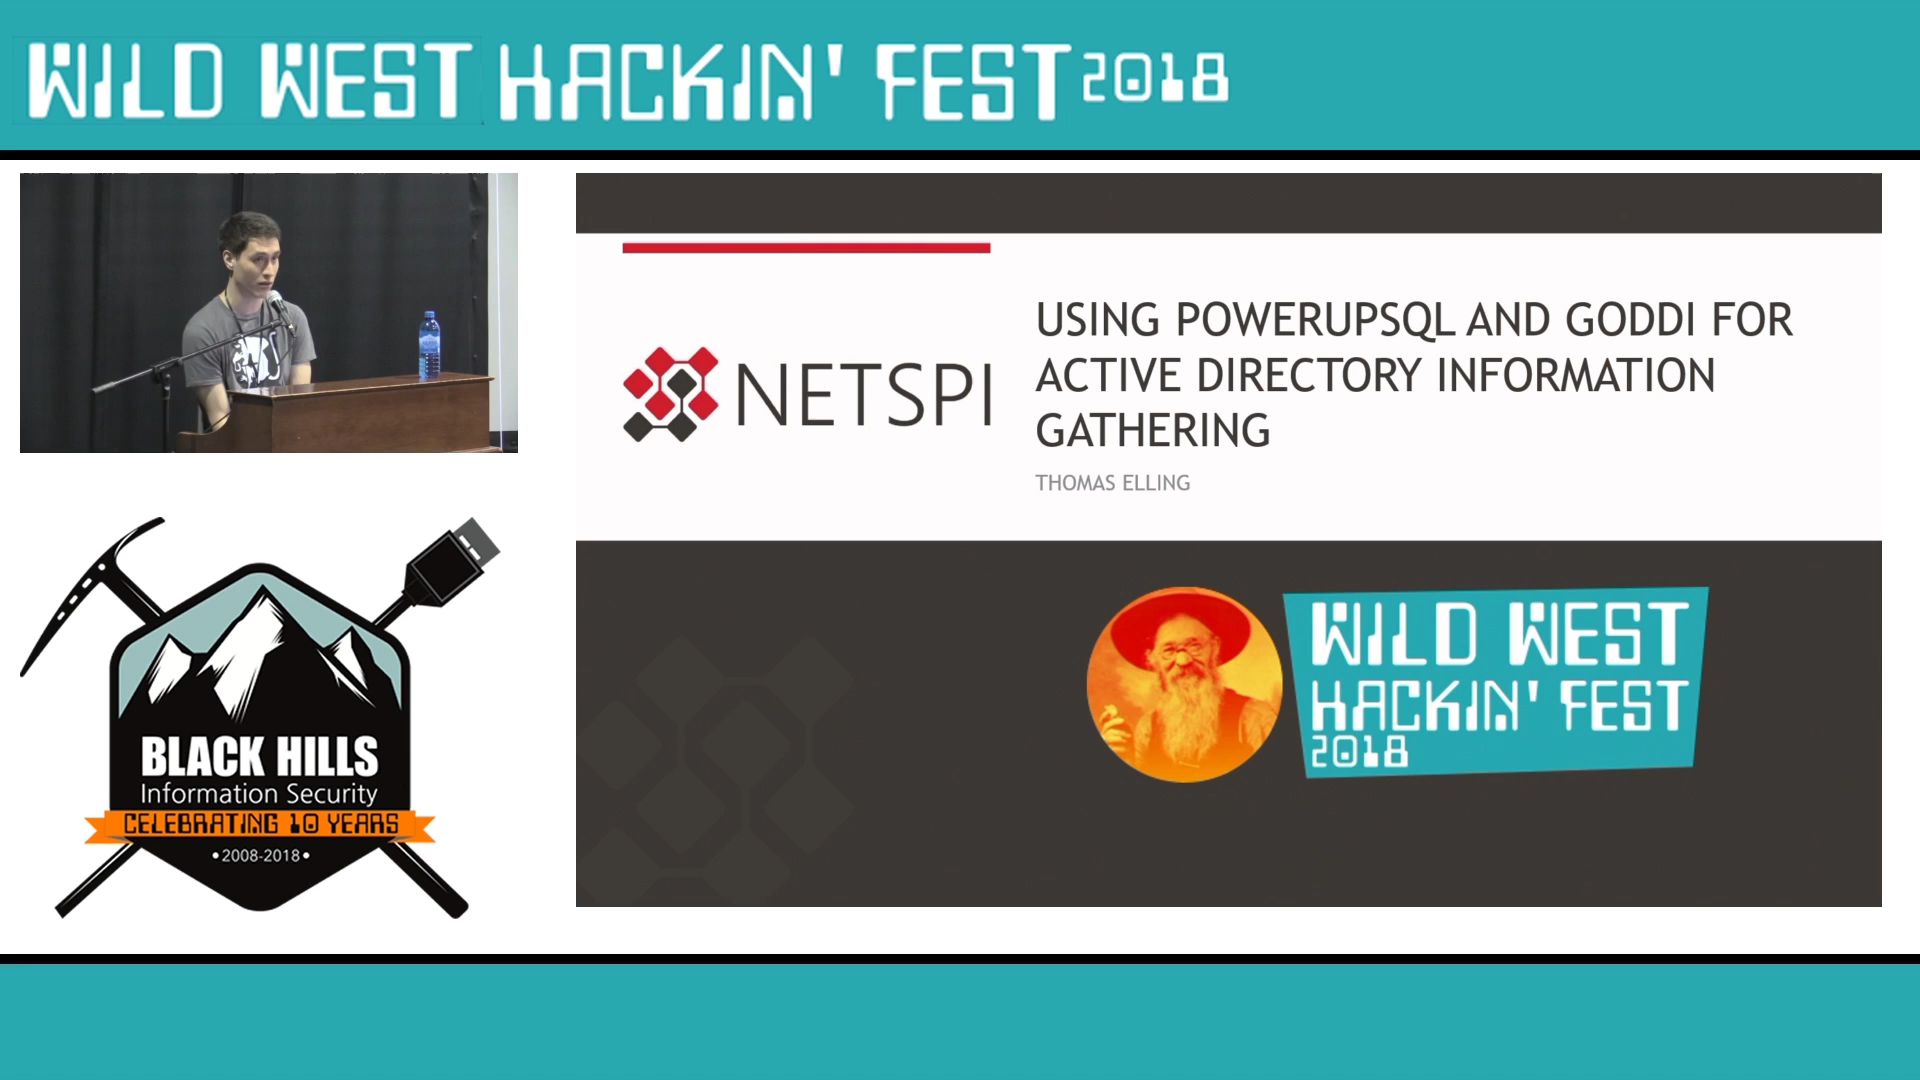 WILD WEST HACKIN' FEST 2018
NETSPI
USING POWERUPSQL AND GODDI FOR
ACTIVE DIRECTORY INFORMATION
GATHERING
THOMAS ELLING
BLACK HILLS
Information Security
CELEBRATING 10 YEARS
•2008-2018•
WILD WEST
HACKIN' FEST
2018